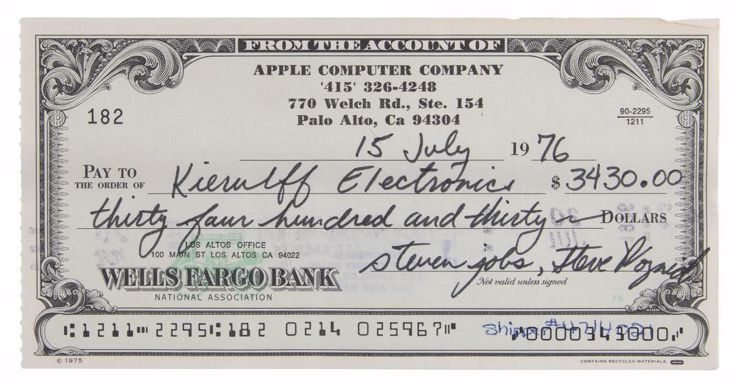 FROM THE ACCOUNT OF
APPLE COMPUTER COMPANY
'415' 326-4248
770 Welch Rd., Ste. 154
Palo Alto, Ca 94304
182
90-2295
1211
15 July 1976
PAY TO
THE ORDER OF Kierulff Electronics $3430.00
thirty four hundred and thirty DOLLARS
LOS ALTOS OFFICE
100 MAIN ST LOS ALTOS CA 94022
steven jobs, Steve Wozniak
Not valid unless signed
WELLS FARGO BANK
NATIONAL ASSOCIATION
78
1211 2295 182 0214 025967 0000343000
© 1975
CONTAINS RECYCLED MATERIALS